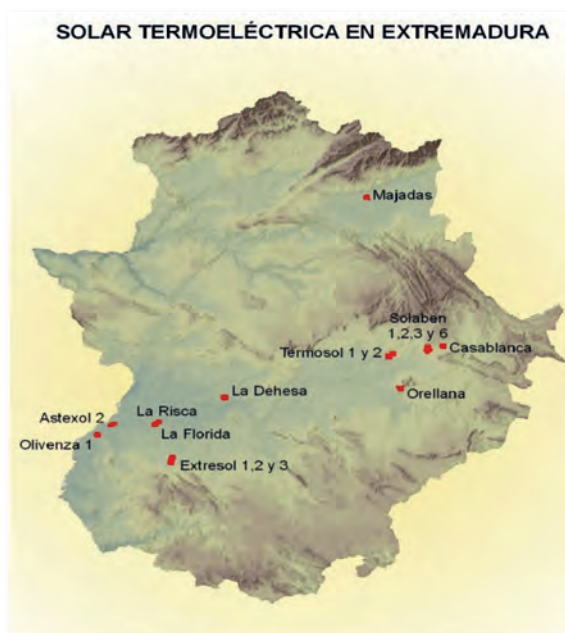 SOLAR TERMOELÉCTRICA EN EXTREMADURA
Majadas
Solaben
1,2,3 y 6
Casablanca
Termosol 1 y 2
Orellana
La Dehesa
La Risca
Astexol 2
La Florida
Olivenza 1
Extresol 1,2 y 3